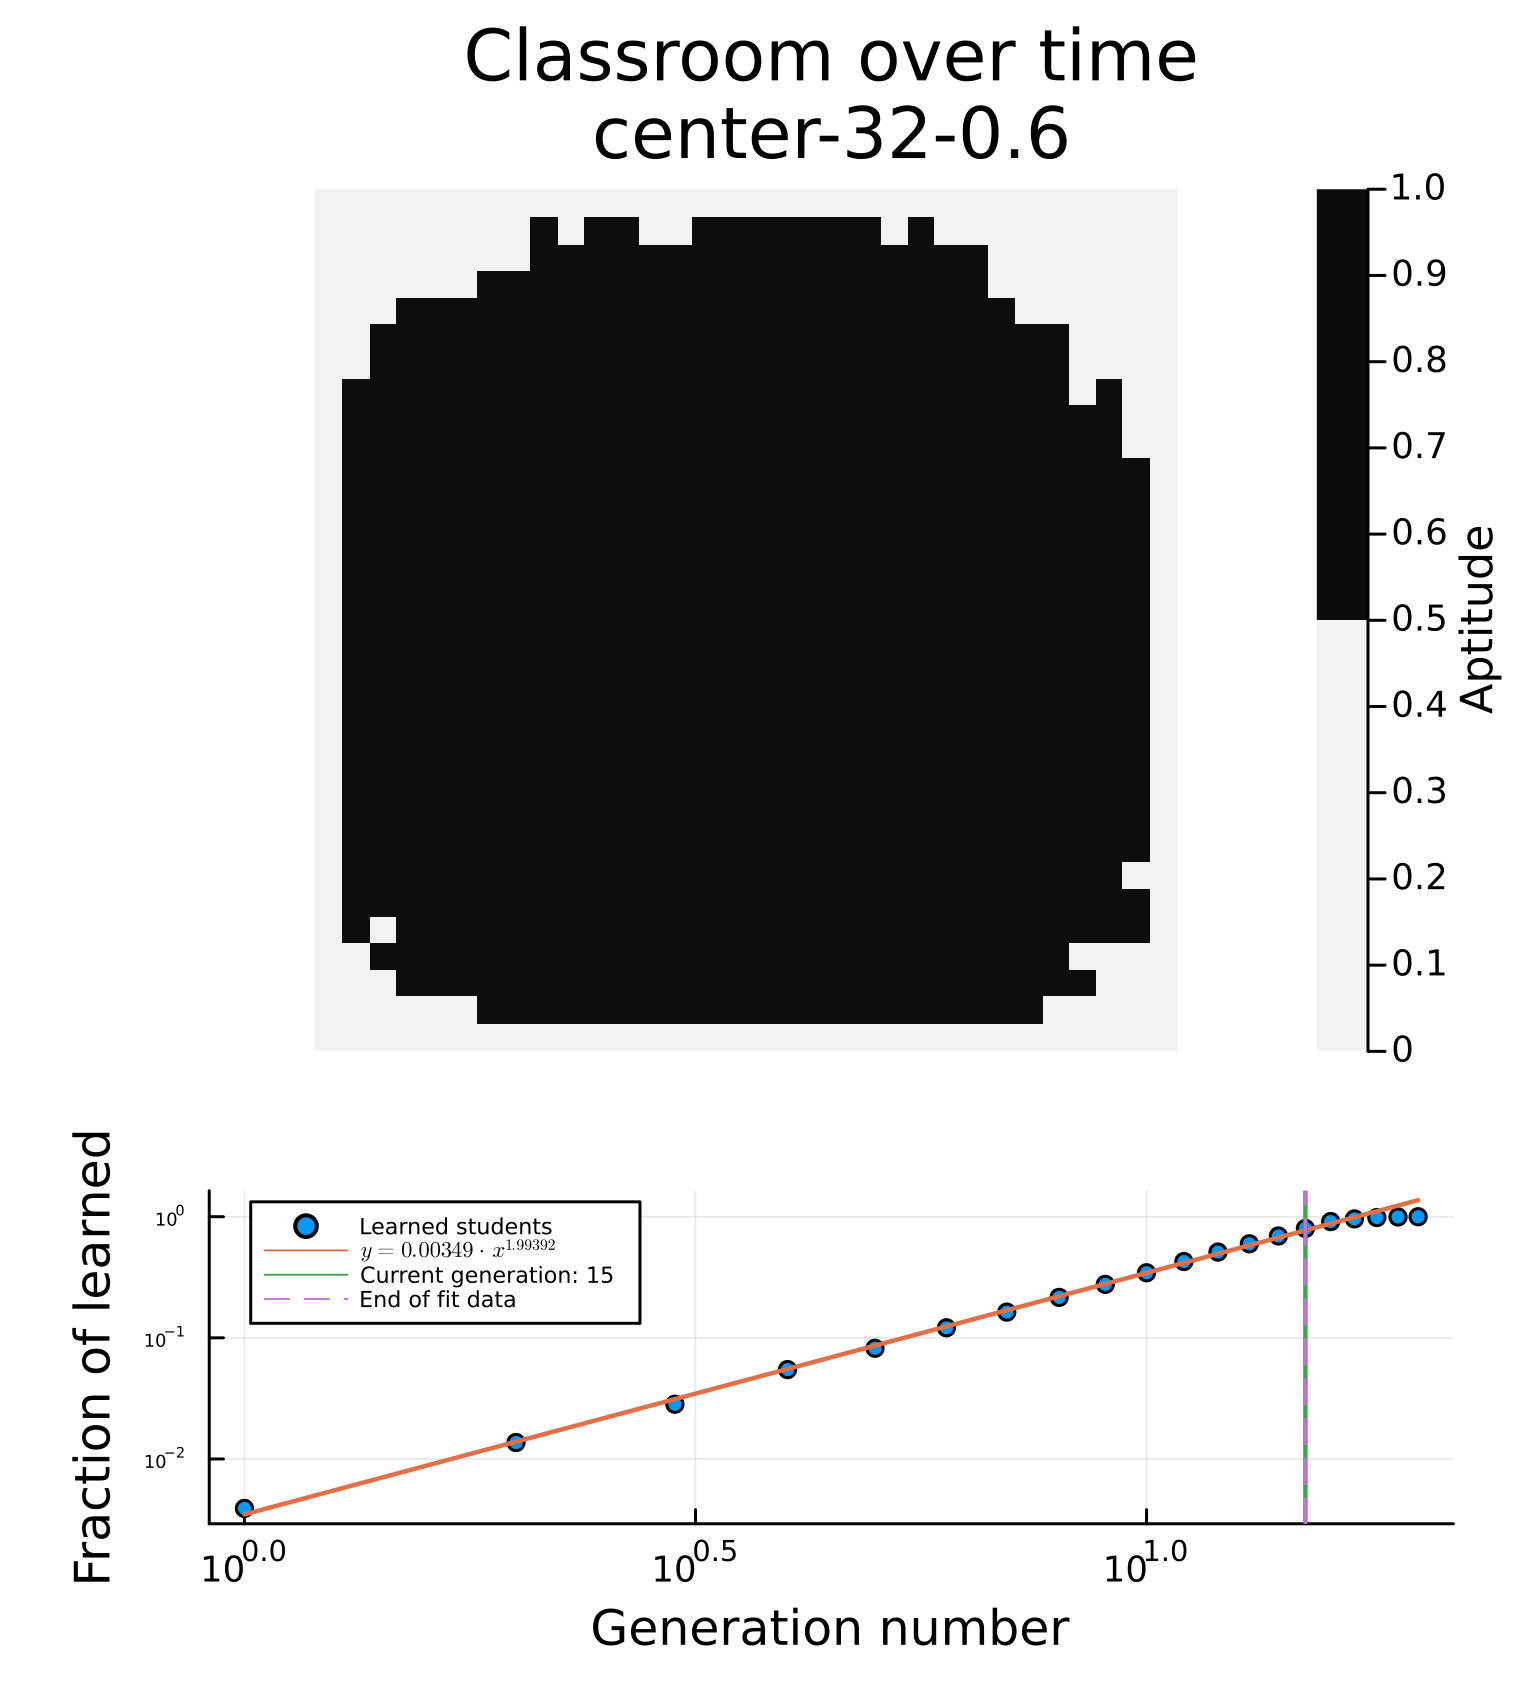 Classroom over time
center-32-0.6
1.0
0.9
0.8
0.7
0.6
0.5
0.4
0.3
0.2
0.1
0
Aptitude
Fraction of learned
10⁰
10⁻¹
10⁻²
Learned students
y = 0.00349 · x^1.99392
Current generation: 15
End of fit data
10^0.0
10^0.5
10^1.0
Generation number